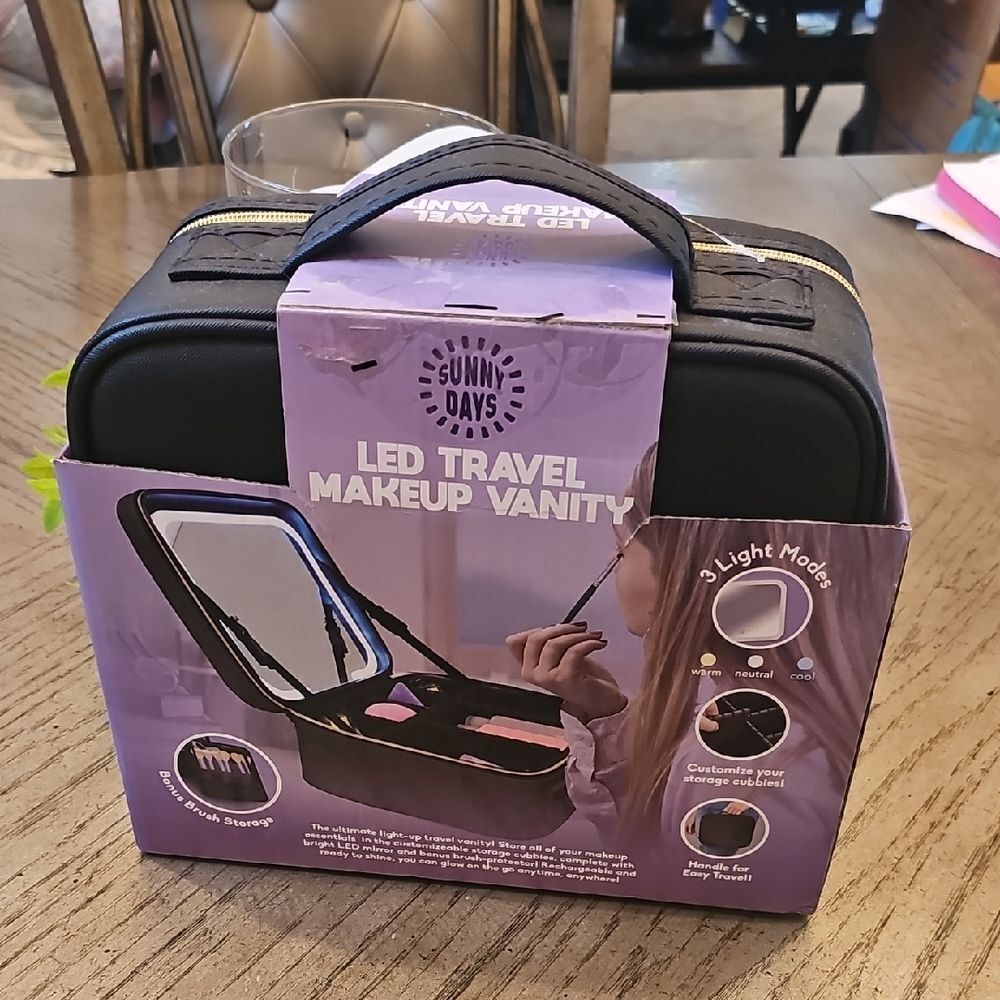 LED TRAVEL
MAKEUP VANITY
SUNNY
DAYS
LED TRAVEL
MAKEUP VANITY
3 Light Modes
warm neutral cool
Customize your
storage cubbies!
Handle for
Easy Travel!
Bonus Brush Storage
The ultimate light-up travel vanity! Store all of your makeup
essentials in the customizeable storage cubbies, complete with
bright LED mirror and bonus brush-protector! Rechargeable and
ready to shine, you can glow on the go anytime, anywhere!